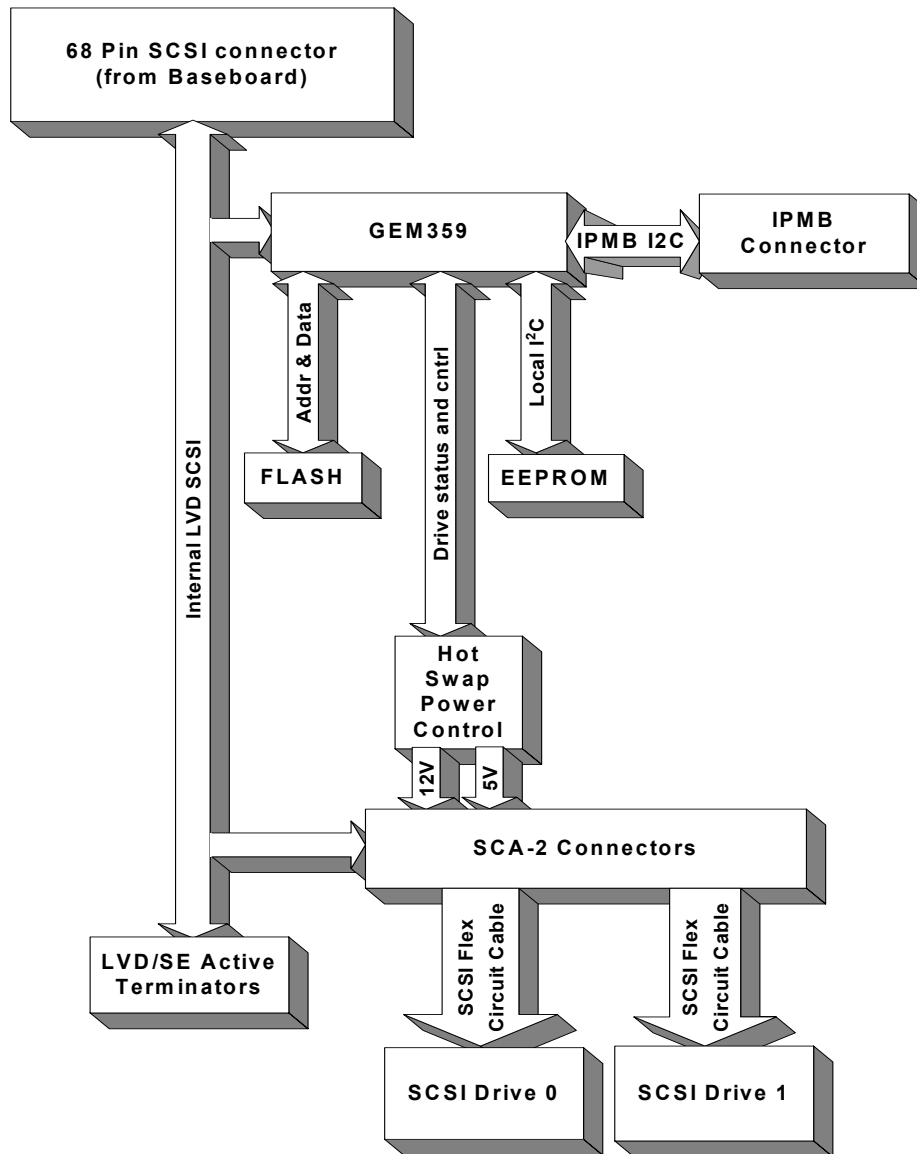 68 Pin SCSI connector
(from Baseboard)
GEM359
IPMB I2C
IPMB
Connector
Addr & Data
Drive status and cntrl
Local I²C
Internal LVD SCSI
FLASH
EEPROM
Hot
Swap
Power
Control
12V
5V
SCA-2 Connectors
LVD/SE Active
Terminators
SCSI Flex
Circuit Cable
SCSI Flex
Circuit Cable
SCSI Drive 0
SCSI Drive 1